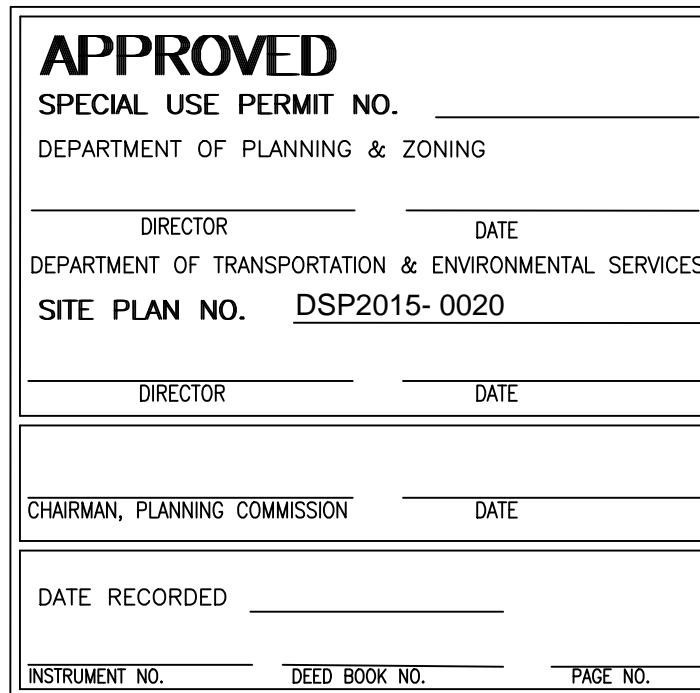 APPROVED
SPECIAL USE PERMIT NO.
DEPARTMENT OF PLANNING & ZONING
DIRECTOR DATE
DEPARTMENT OF TRANSPORTATION & ENVIRONMENTAL SERVICES
SITE PLAN NO. DSP2015- 0020
DIRECTOR DATE
CHAIRMAN, PLANNING COMMISSION DATE
DATE RECORDED
INSTRUMENT NO. DEED BOOK NO. PAGE NO.